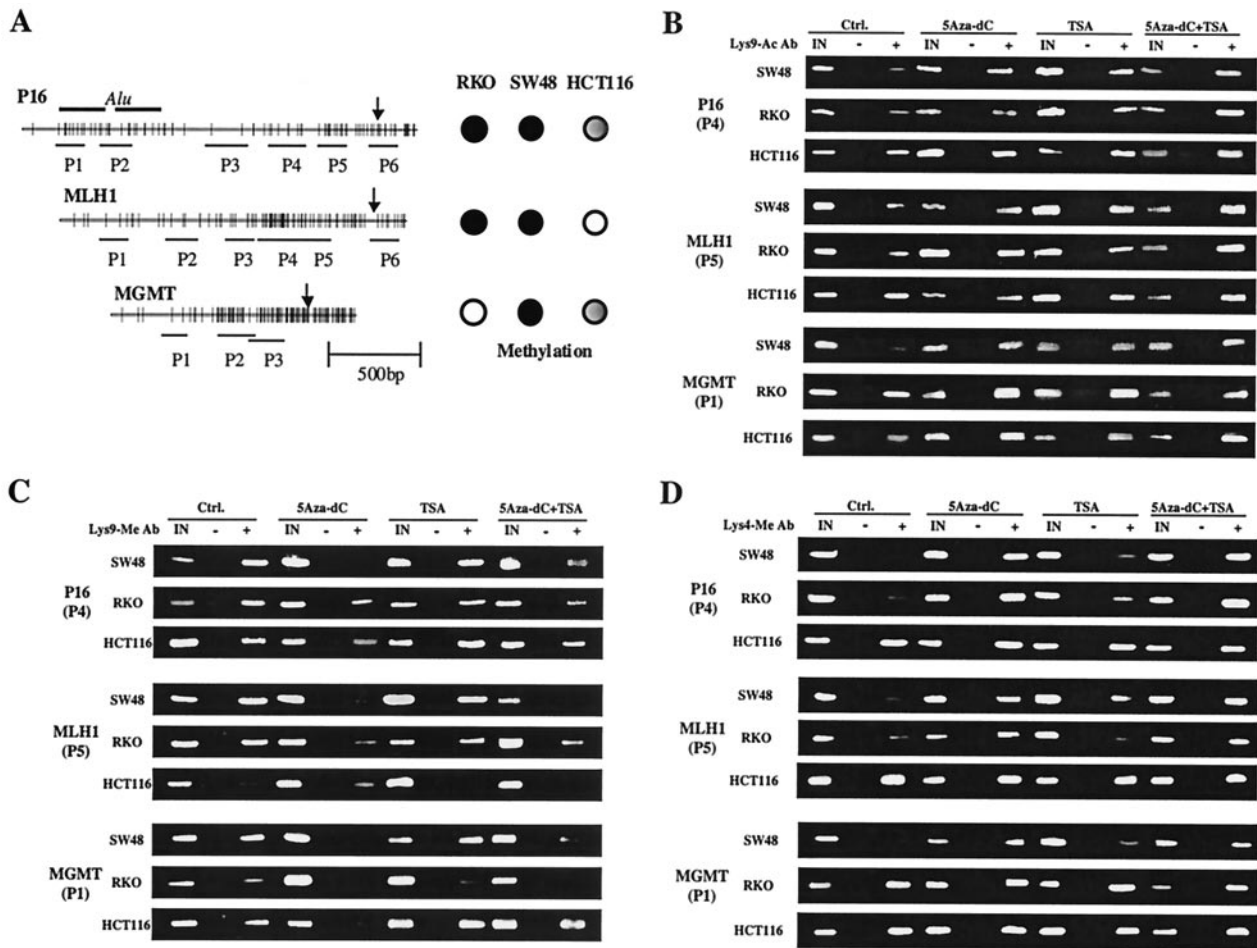 A
RKO SW48 HCT116
P16 Alu
P1 P2 P3 P4 P5 P6
MLH1
P1 P2 P3 P4 P5 P6
MGMT
P1 P2 P3
Methylation
500bp
B
Ctrl. 5Aza-dC TSA 5Aza-dC+TSA
Lys9-Ac Ab IN - + IN - + IN - + IN - +
SW48
P16
(P4)
RKO
HCT116
SW48
MLH1
(P5)
RKO
HCT116
SW48
MGMT
(P1)
RKO
HCT116
C
Ctrl. 5Aza-dC TSA 5Aza-dC+TSA
Lys9-Me Ab IN - + IN - + IN - + IN - +
SW48
P16
(P4)
RKO
HCT116
SW48
MLH1
(P5)
RKO
HCT116
SW48
MGMT
(P1)
RKO
HCT116
D
Ctrl. 5Aza-dC TSA 5Aza-dC+TSA
Lys4-Me Ab IN - + IN - + IN - + IN - +
SW48
P16
(P4)
RKO
HCT116
SW48
MLH1
(P5)
RKO
HCT116
SW48
MGMT
(P1)
RKO
HCT116